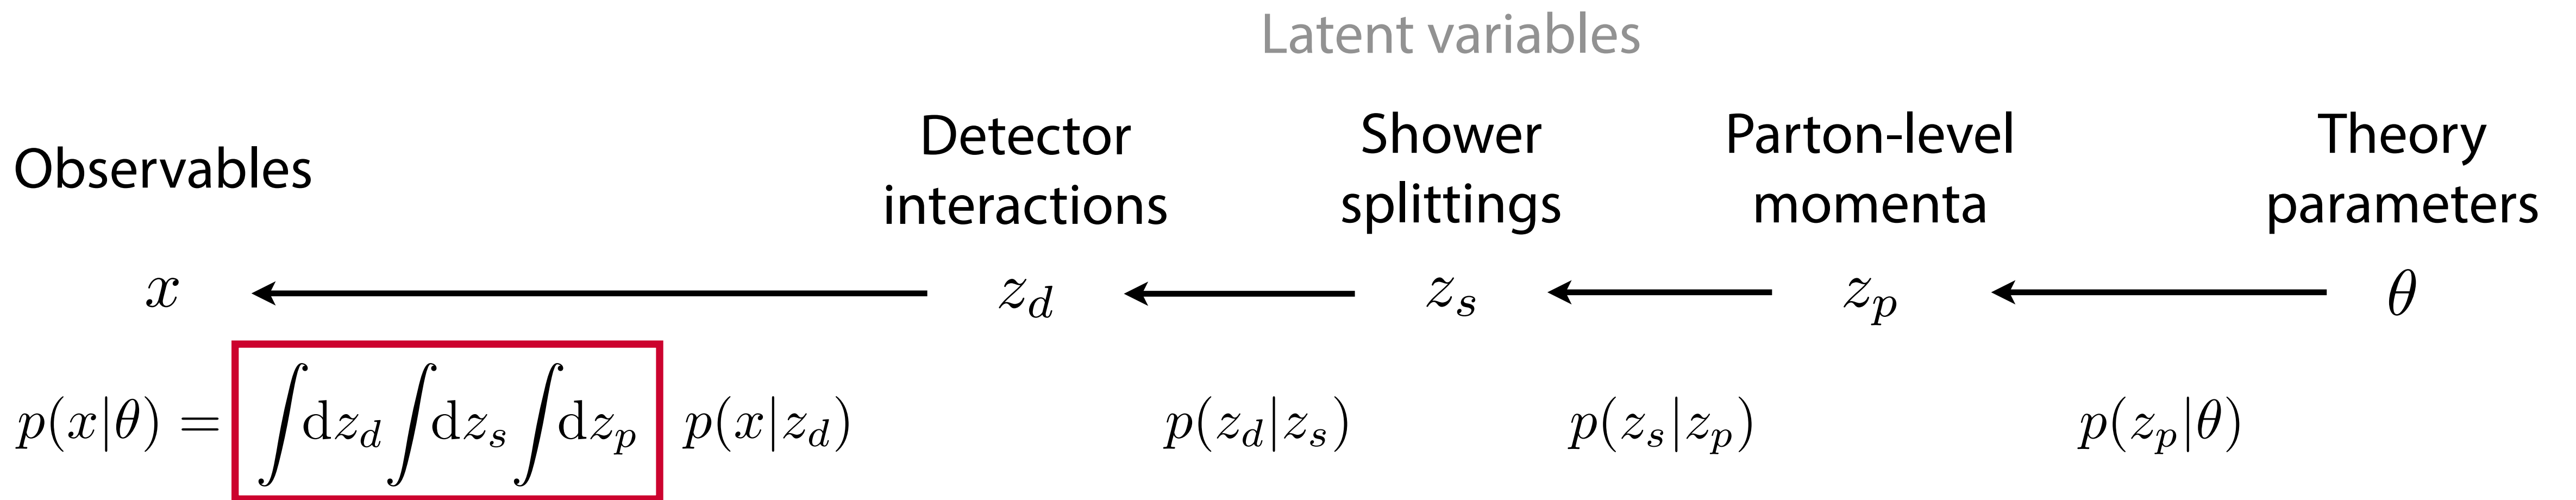 Latent variables
Observables
Detector interactions
Shower splittings
Parton-level momenta
Theory parameters
x z_d z_s z_p θ
p(x|θ) = ∫dz_d ∫dz_s ∫dz_p p(x|z_d) p(z_d|z_s) p(z_s|z_p) p(z_p|θ)